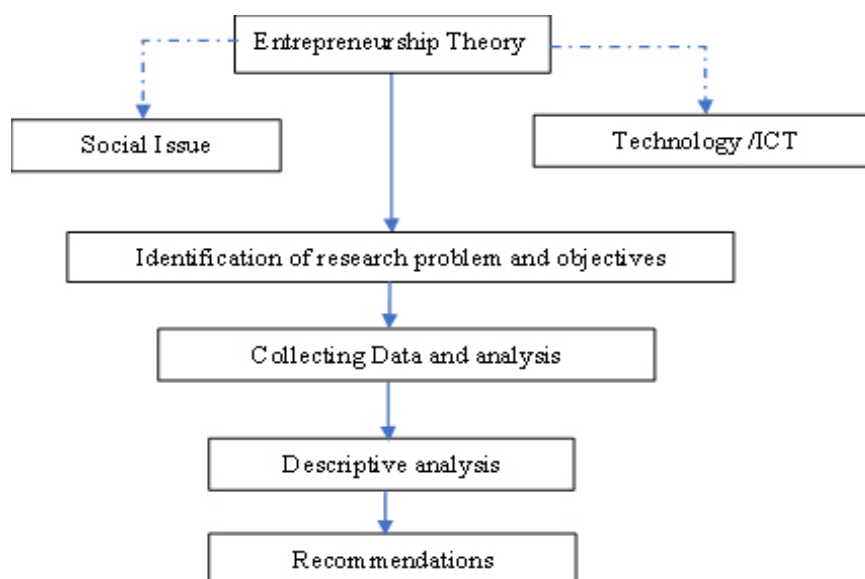 Entrepreneurship Theory
Social Issue
Technology /ICT
Identification of research problem and objectives
Collecting Data and analysis
Descriptive analysis
Recommendations